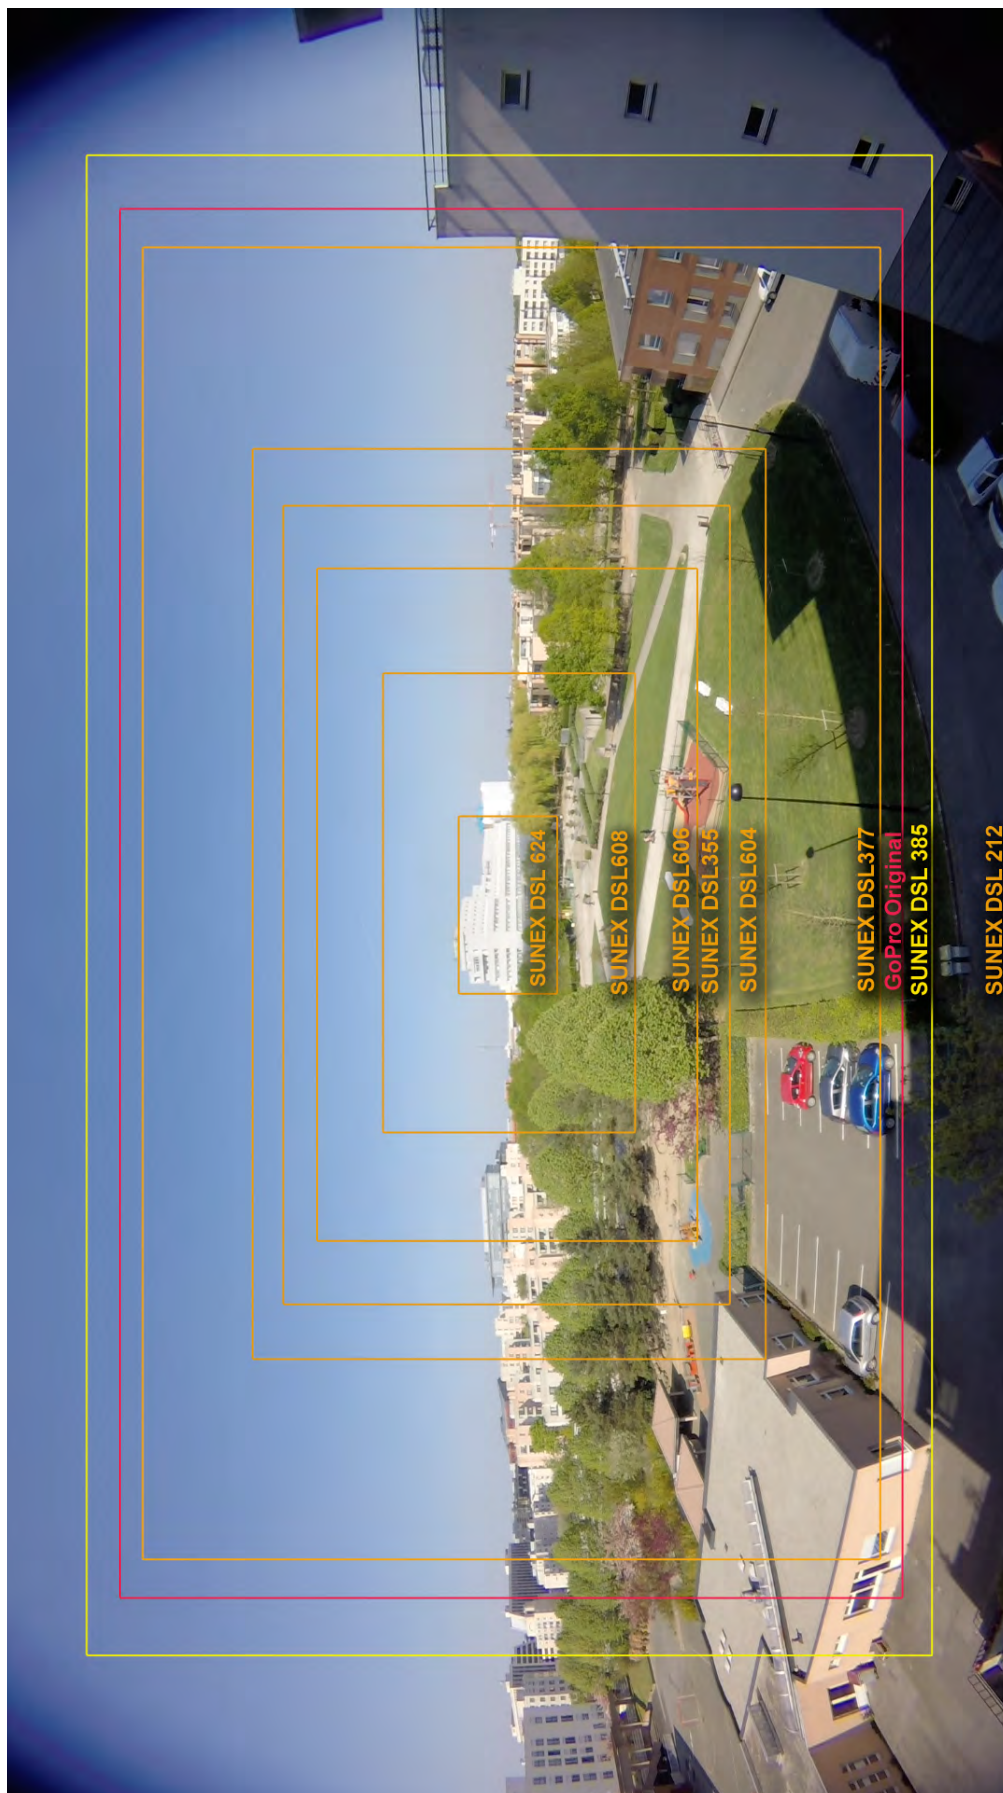 SUNEX DSL 624
SUNEX DSL608
SUNEX DSL606
SUNEX DSL355
SUNEX DSL604
SUNEX DSL377
GoPro Original
SUNEX DSL 385
SUNEX DSL 212